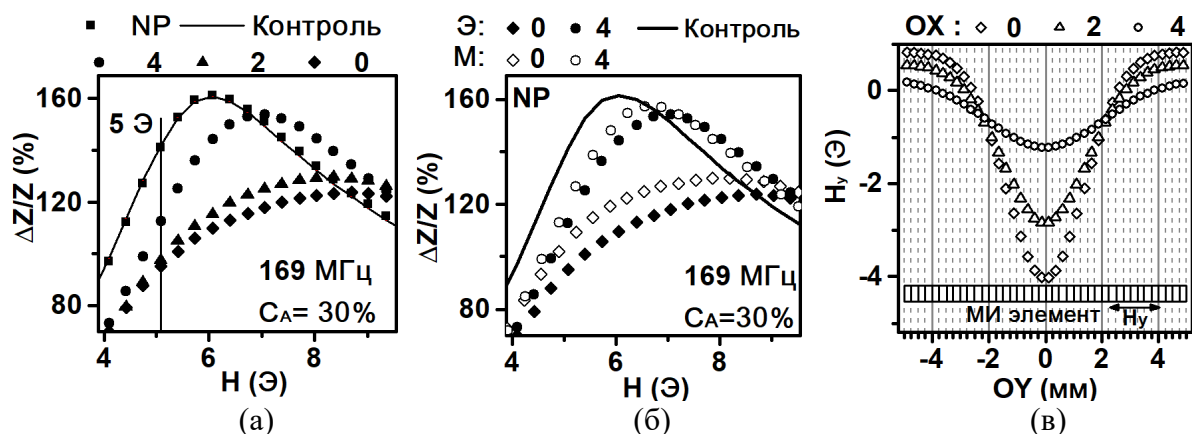 ■ NP — Контроль
● 4 ▲ 2 ◆ 0
ΔZ/Z (%)
160
120
80
5 Э
169 МГц
CА= 30%
4 6 8
H (Э)
(а)
Э: ◆ 0 ● 4 — Контроль
М: ◇ 0 ○ 4
NP
ΔZ/Z (%)
160
120
80
169 МГц
CА=30%
4 6 8
H (Э)
(б)
OX : ◇ 0 △ 2 ○ 4
Hy (Э)
0
-2
-4
МИ элемент Hy
-4 -2 0 2 4
OY (мм)
(в)